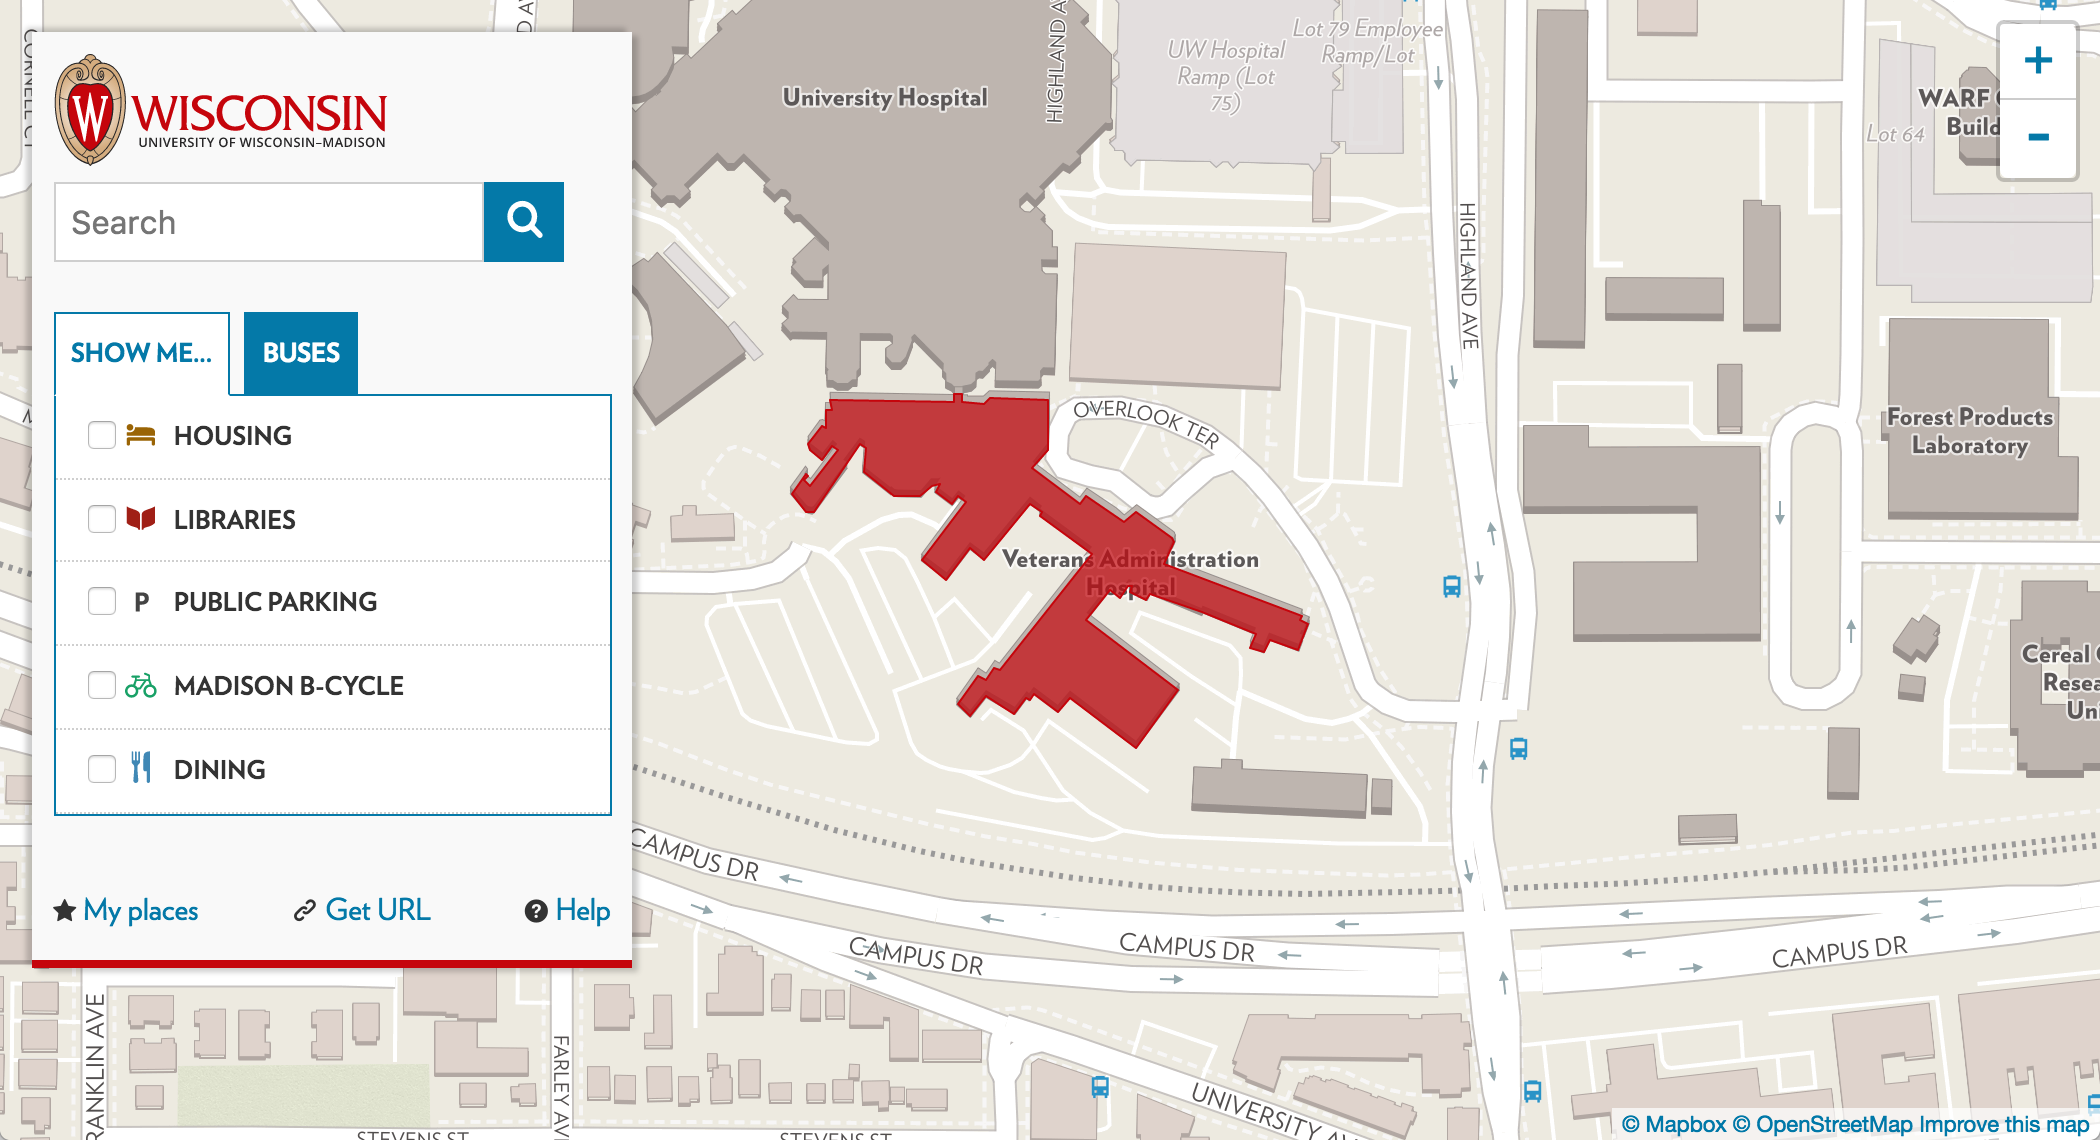 WISCONSIN
UNIVERSITY OF WISCONSIN–MADISON
Search
SHOW ME...
BUSES
HOUSING
LIBRARIES
P PUBLIC PARKING
MADISON B-CYCLE
DINING
My places
Get URL
? Help
W
CORNELL CT
HIGHLAND AVE
University Hospital
UW Hospital
Ramp (Lot
75)
Lot 79 Employee
Ramp/Lot
HIGHLAND AVE
WARF
Build
Lot 64
+
-
OVERLOOK TER
Forest Products
Laboratory
Veterans Administration
Hospital
Cereal
Resea
Uni
CAMPUS DR
CAMPUS DR
CAMPUS DR
CAMPUS DR
FRANKLIN AVE
FARLEY AVE
UNIVERSITY AV
STEVENS ST
STEVENS ST
© Mapbox © OpenStreetMap Improve this map